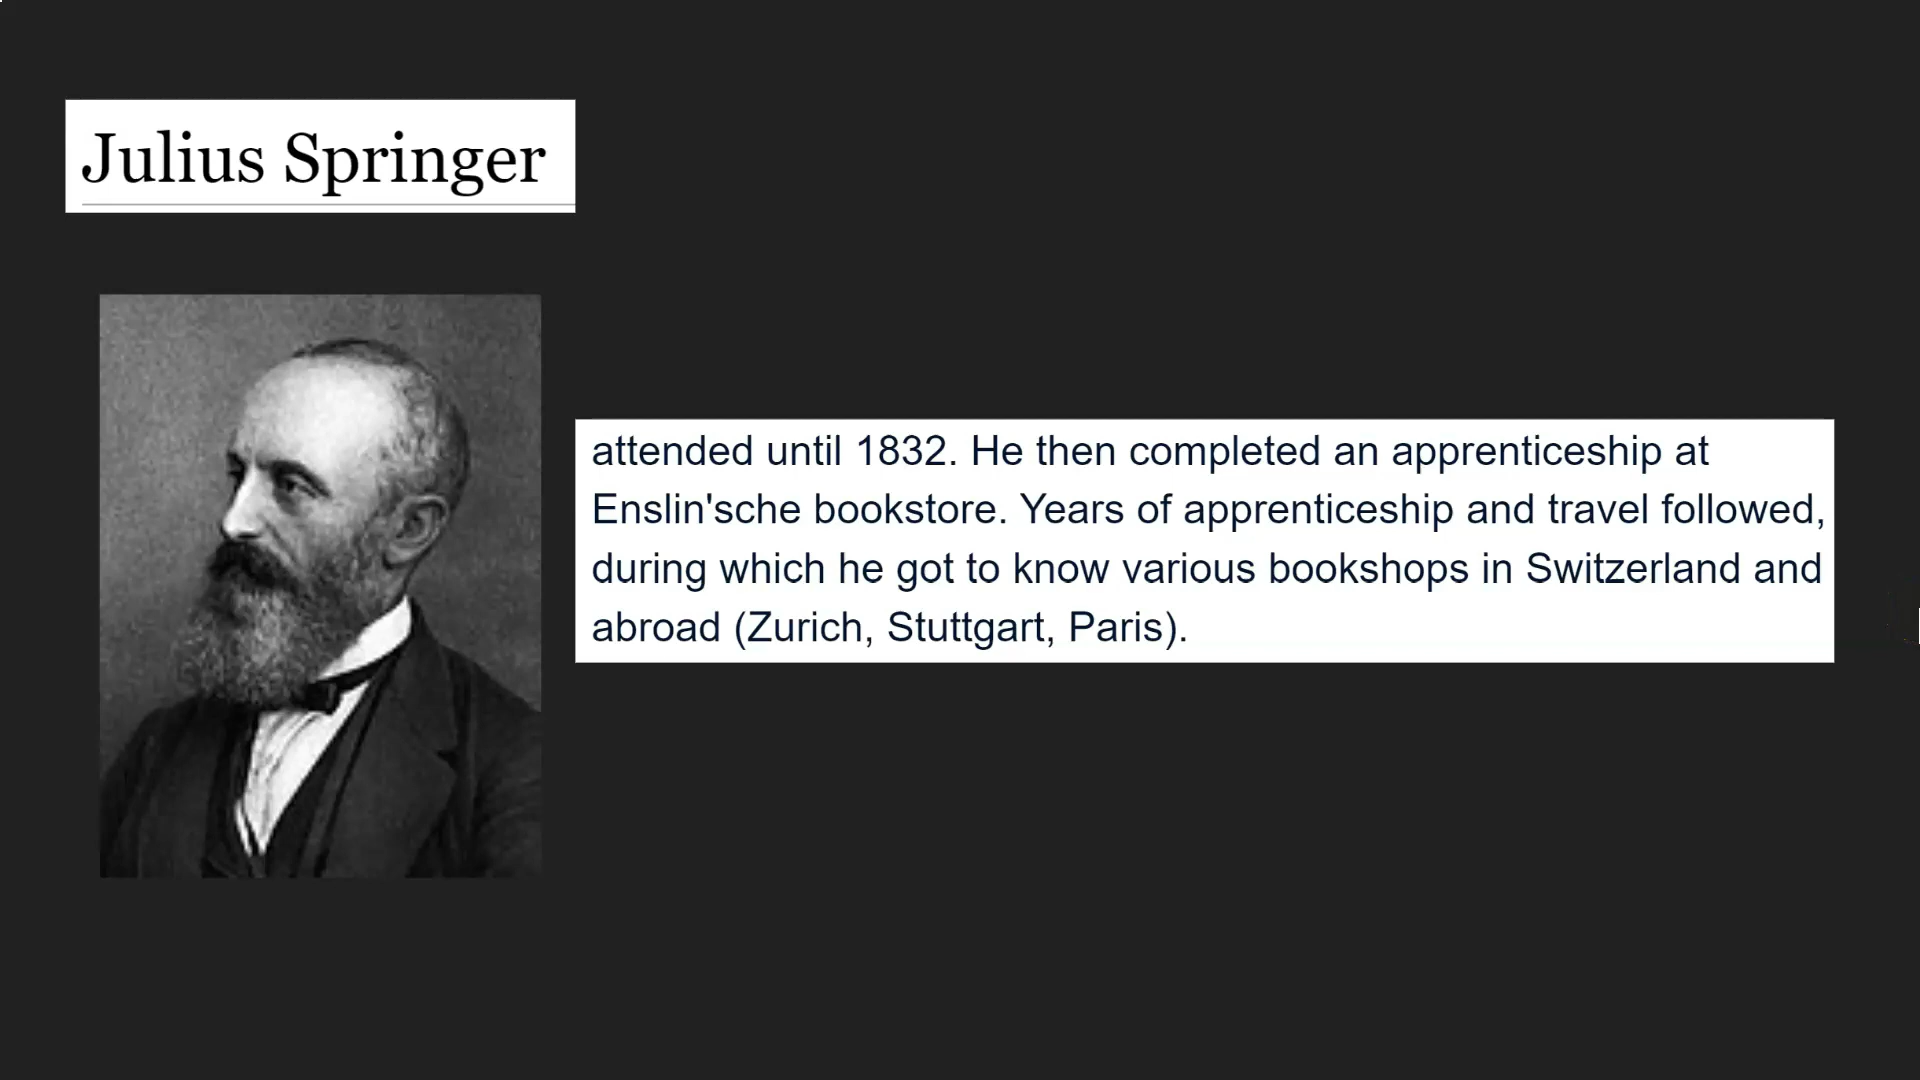 Julius Springer
attended until 1832. He then completed an apprenticeship at
Enslin'sche bookstore. Years of apprenticeship and travel followed,
during which he got to know various bookshops in Switzerland and
abroad (Zurich, Stuttgart, Paris).